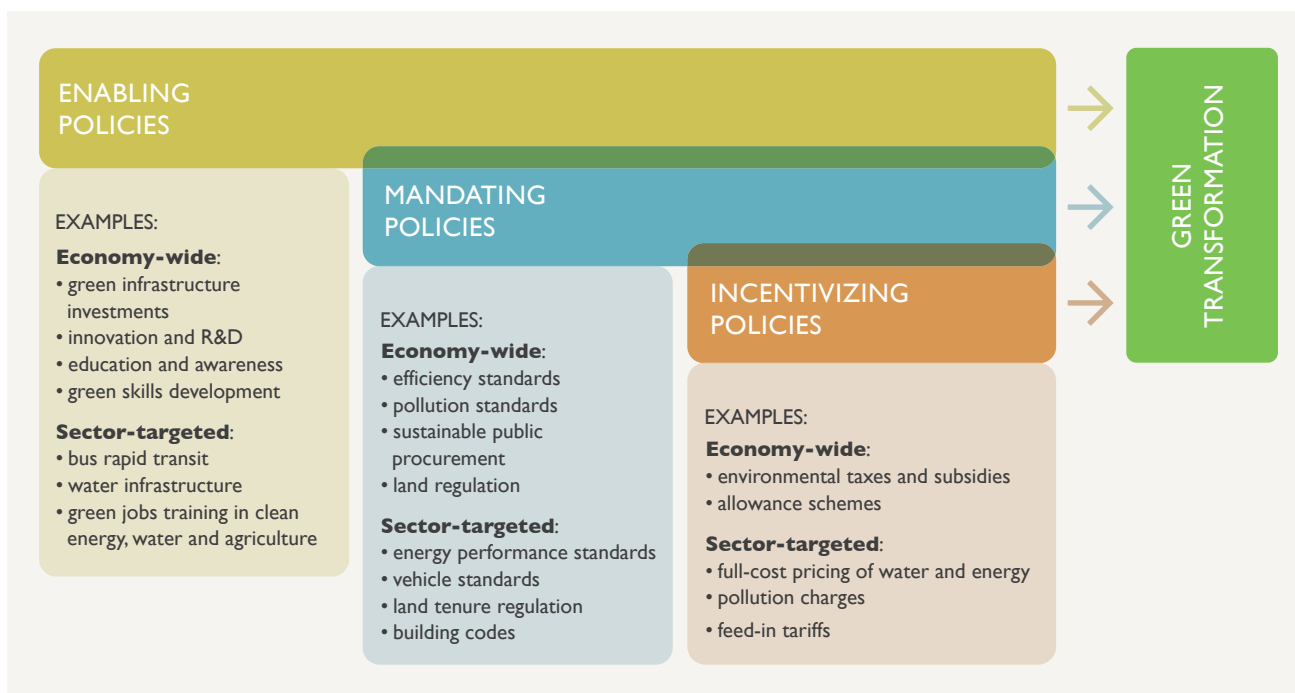 ENABLING
POLICIES
EXAMPLES:
Economy-wide:
• green infrastructure
investments
• innovation and R&D
• education and awareness
• green skills development
Sector-targeted:
• bus rapid transit
• water infrastructure
• green jobs training in clean
energy, water and agriculture
MANDATING
POLICIES
EXAMPLES:
Economy-wide:
• efficiency standards
• pollution standards
• sustainable public
procurement
• land regulation
Sector-targeted:
• energy performance standards
• vehicle standards
• land tenure regulation
• building codes
INCENTIVIZING
POLICIES
EXAMPLES:
Economy-wide:
• environmental taxes and subsidies
• allowance schemes
Sector-targeted:
• full-cost pricing of water and energy
• pollution charges
• feed-in tariffs
GREEN
TRANSFORMATION